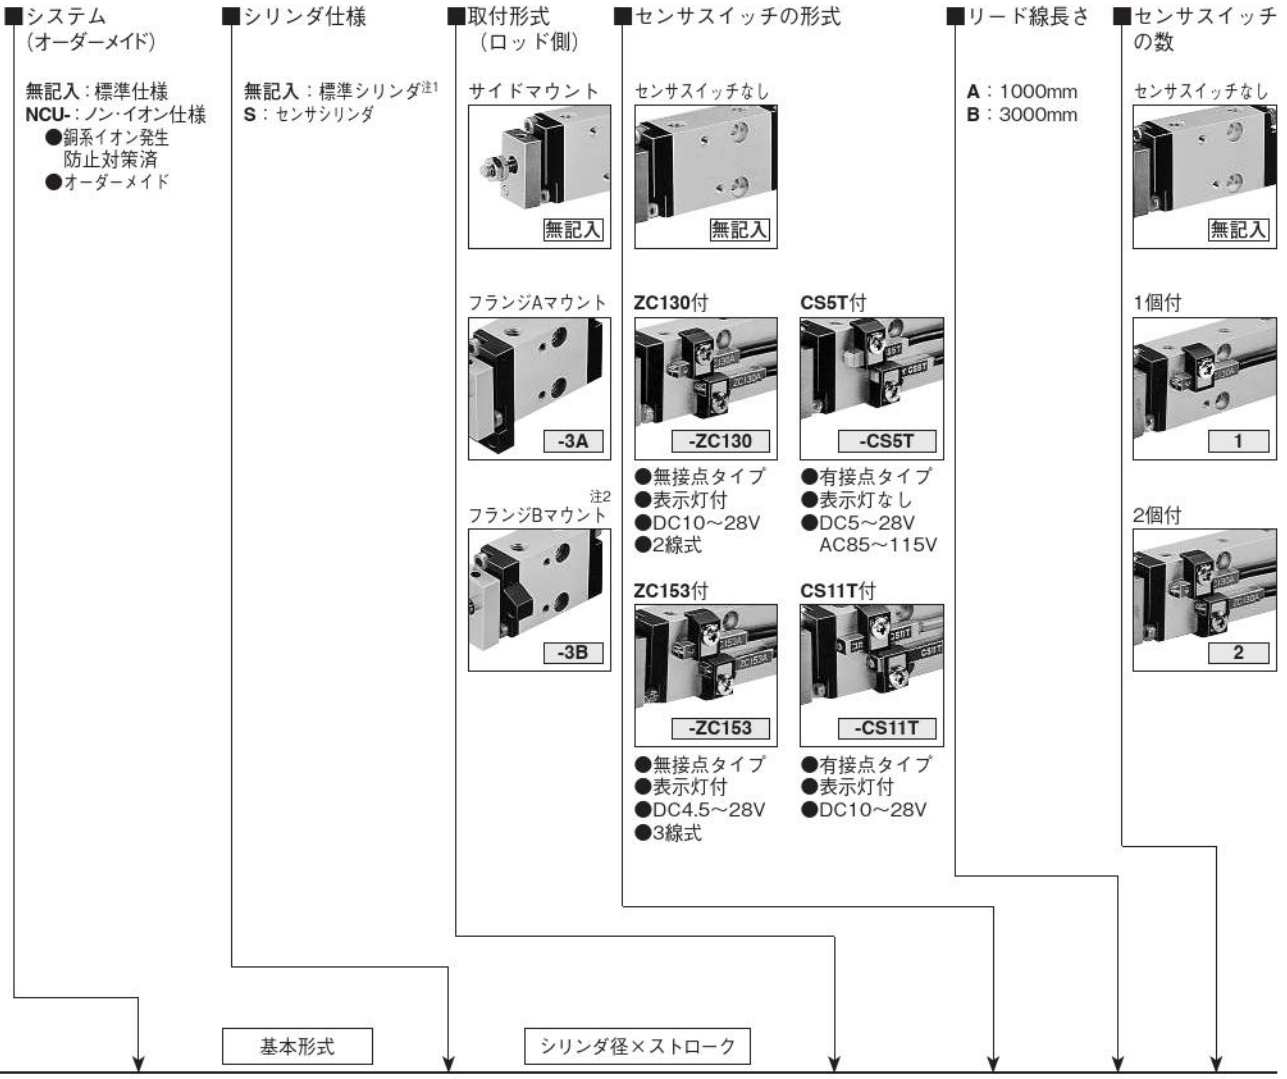 ■システム
(オーダーメイド)
無記入：標準仕様
NCU-：ノン・イオン仕様
●銅系イオン発生
防止対策済
●オーダーメイド
■シリンダ仕様
無記入：標準シリンダ注1
S：センサシリンダ
■取付形式
(ロッド側)
サイドマウント
無記入
フランジAマウント
-3A
注2
フランジBマウント
-3B
■センサスイッチの形式
センサスイッチなし
無記入
ZC130付
ZC130A
-ZC130
●無接点タイプ
●表示灯付
●DC10〜28V
●2線式
CS5T付
CS5T
-CS5T
●有接点タイプ
●表示灯なし
●DC5〜28V
AC85〜115V
ZC153付
ZC153A
ZC153A
-ZC153
●無接点タイプ
●表示灯付
●DC4.5〜28V
●3線式
CS11T付
CS11T
CS11T
-CS11T
●有接点タイプ
●表示灯付
●DC10〜28V
■リード線長さ
A：1000mm
B：3000mm
■センサスイッチ
の数
センサスイッチなし
無記入
1個付
1
2個付
ZC130A
2
基本形式
シリンダ径×ストローク